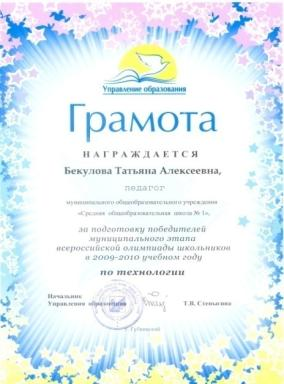 Управление образования
Грамота
НАГРАЖДАЕТСЯ
Бекулова Татьяна Алексеевна,
педагог
муниципального общеобразовательного учреждения
«Средняя общеобразовательная школа № 1»,
за подготовку победителей
муниципального этапа
всероссийской олимпиады школьников
в 2009-2010 учебном году
по технологии
Начальник
Управления образования
Т.В. Степыгина
г. Губкинский